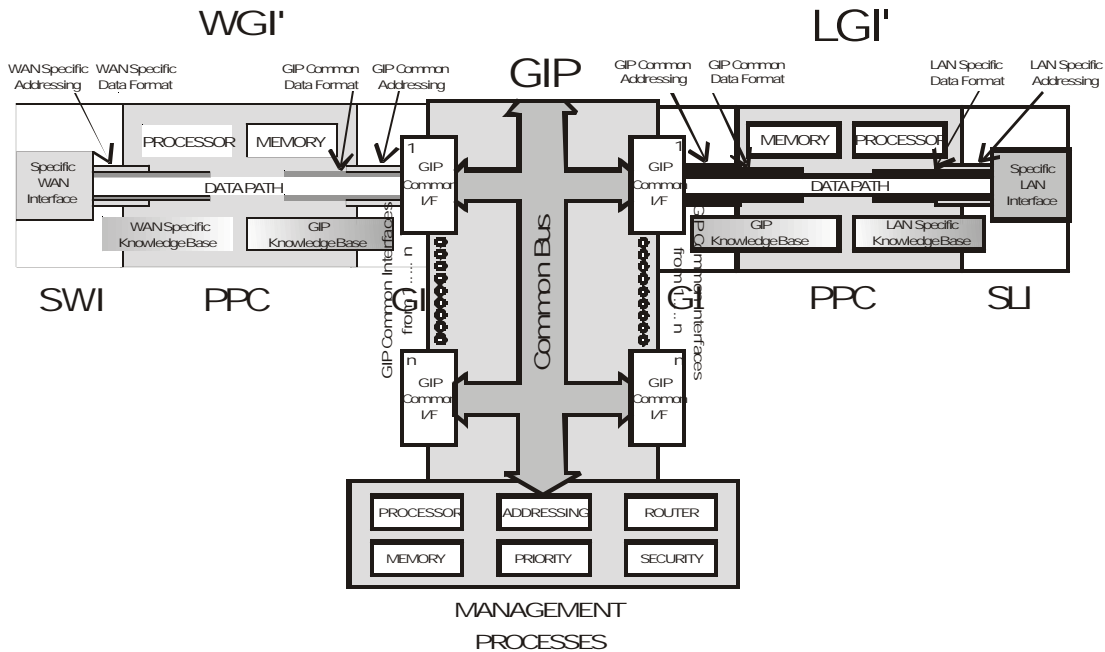 WGI'
LGI'
GIP
WAN Specific
Addressing
WAN Specific
Data Format
GIP Common
Data Format
GIP Common
Addressing
GIP Common
Addressing
GIP Common
Data Format
LAN Specific
Data Format
LAN Specific
Addressing
PROCESSOR
MEMORY
Specific
WAN
Interface
DATA PATH
WAN Specific
Knowledge Base
GIP
Knowledge Base
1
GIP
Common
I/F
1
GIP
Common
I/F
MEMORY
PROCESSOR
DATA PATH
Specific
LAN
Interface
GIP
Knowledge Base
LAN Specific
Knowledge Base
SWI
PPC
GI
GIP Common Interfaces
from 1 ..... n
Common Bus
GIP Common Interfaces
from 1 ..... n
GI
PPC
SLI
n
GIP
Common
I/F
n
GIP
Common
I/F
PROCESSOR
ADDRESSING
ROUTER
MEMORY
PRIORITY
SECURITY
MANAGEMENT
PROCESSES